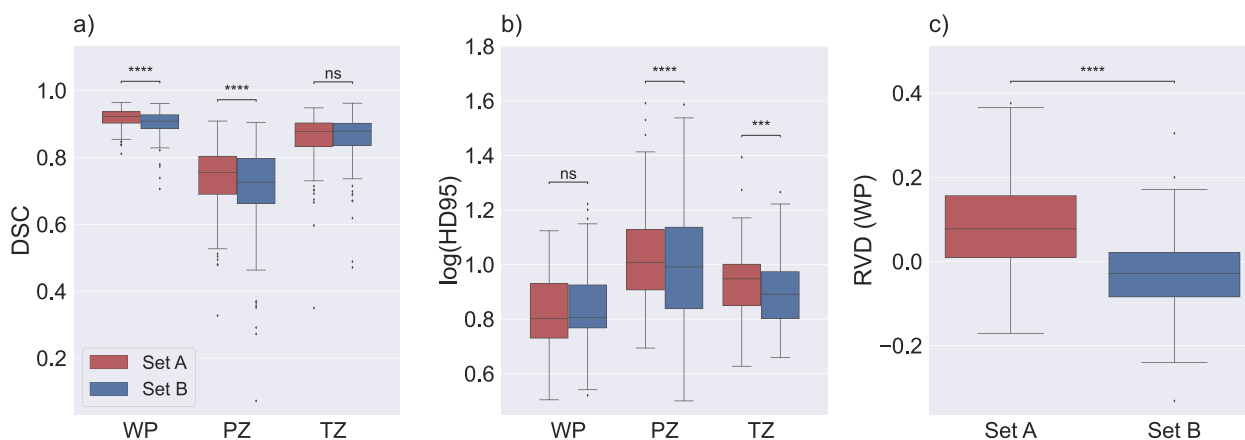 a)
DSC
1.0
0.8
0.6
0.4
0.2
****
****
ns
Set A
Set B
WP PZ TZ
b)
log(HD95)
1.8
1.6
1.4
1.2
1.0
0.8
0.6
ns
****
***
WP PZ TZ
c)
RVD (WP)
0.4
0.2
0.0
−0.2
****
Set A Set B